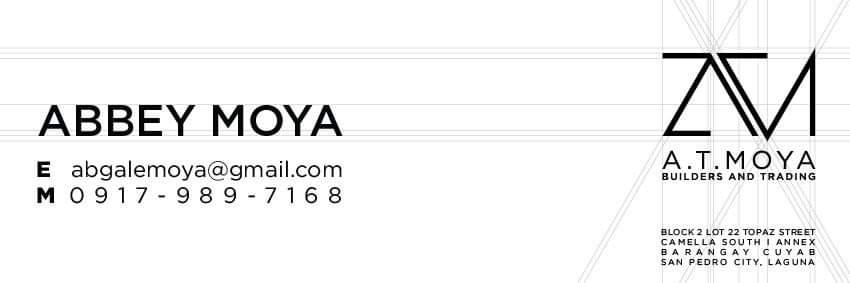 ABBEY MOYA
E abgalemoya@gmail.com
M 0917-989-7168
A.T.MOYA
BUILDERS AND TRADING
BLOCK 2 LOT 22 TOPAZ STREET
CAMELLA SOUTH I ANNEX
BARANGAY CUYAB
SAN PEDRO CITY, LAGUNA